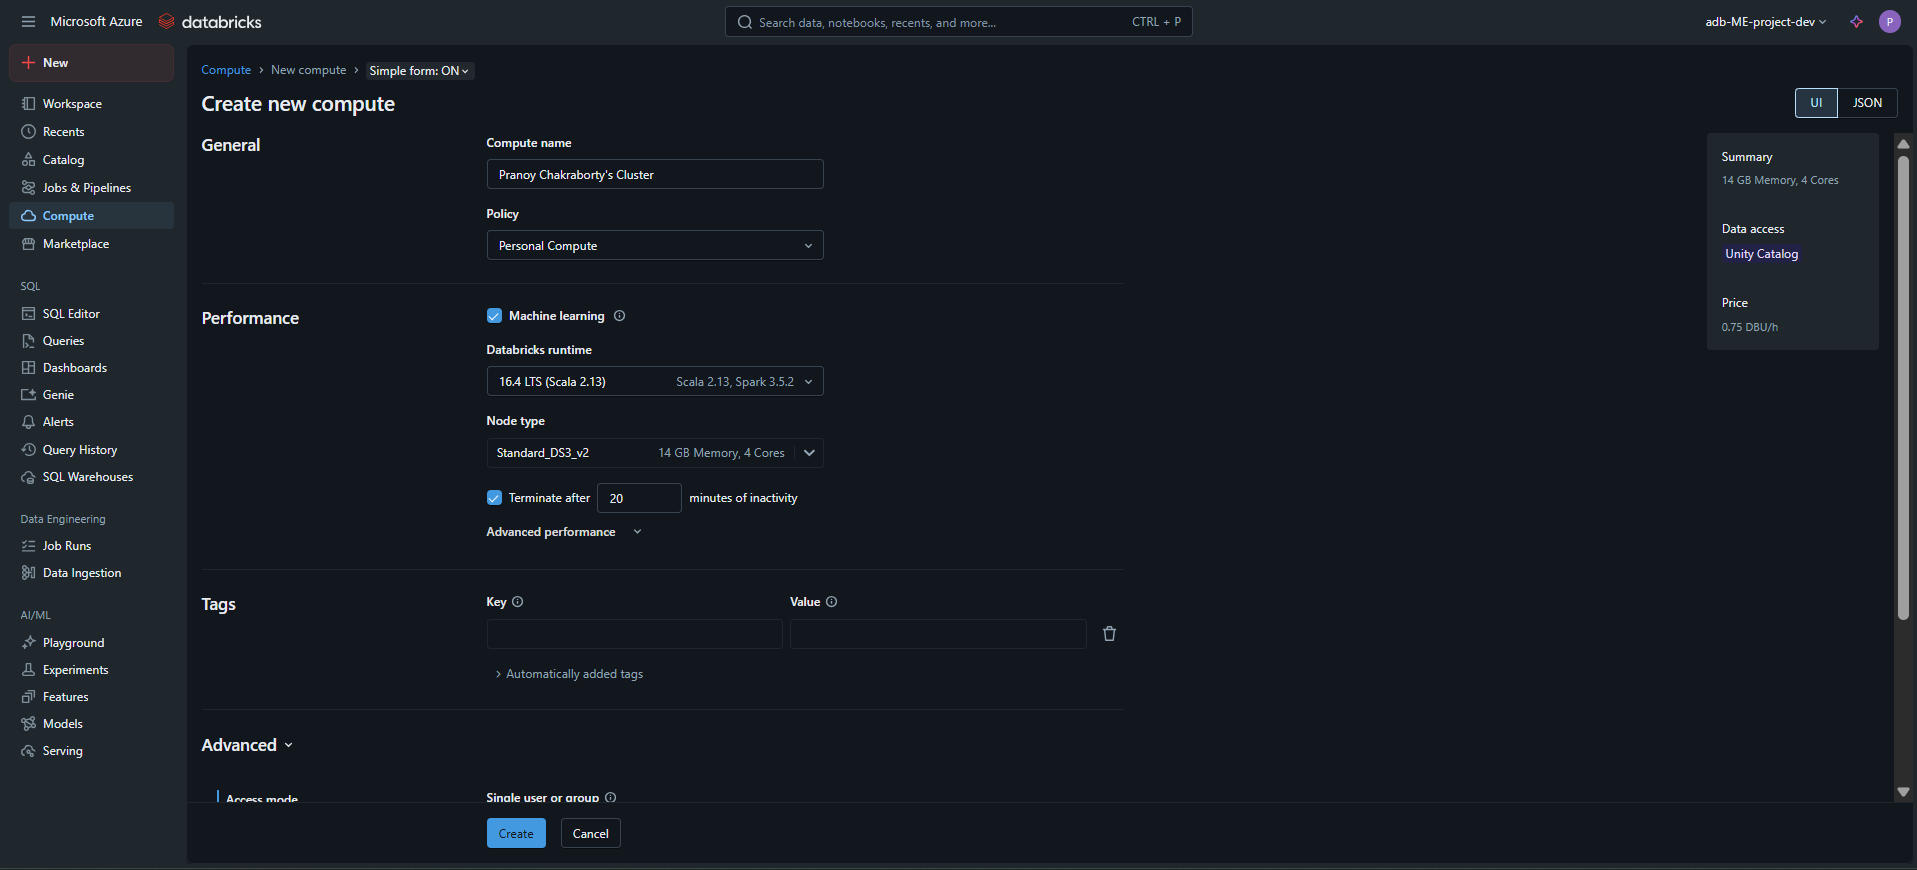 Microsoft Azure databricks
Search data, notebooks, recents, and more... CTRL + P
adb-ME-project-dev
P
New
Workspace
Recents
Catalog
Jobs & Pipelines
Compute
Marketplace
SQL
SQL Editor
Queries
Dashboards
Genie
Alerts
Query History
SQL Warehouses
Data Engineering
Job Runs
Data Ingestion
AI/ML
Playground
Experiments
Features
Models
Serving
Compute › New compute › Simple form: ON
Create new compute
UI JSON
General
Compute name
Pranoy Chakraborty's Cluster
Policy
Personal Compute
Performance
Machine learning
Databricks runtime
16.4 LTS (Scala 2.13) Scala 2.13, Spark 3.5.2
Node type
Standard_DS3_v2 14 GB Memory, 4 Cores
Terminate after 20 minutes of inactivity
Advanced performance
Tags
Key Value
Automatically added tags
Advanced
Access mode Single user or group
Create Cancel
Summary
14 GB Memory, 4 Cores
Data access
Unity Catalog
Price
0.75 DBU/h